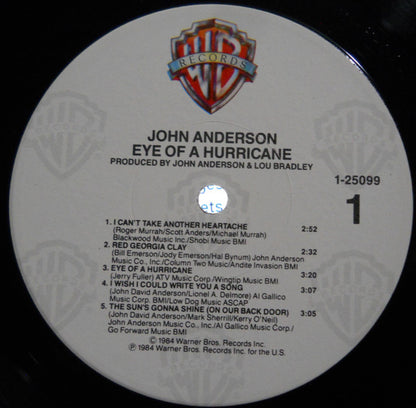 WB
RECORDS
JOHN ANDERSON
EYE OF A HURRICANE
PRODUCED BY JOHN ANDERSON & LOU BRADLEY
1-25099
1
ets
1. I CAN'T TAKE ANOTHER HEARTACHE 2:52
(Roger Murrah/Scott Anders/Michael Murrah)
Blackwood Music Inc./Shobi Music BMI
2. RED GEORGIA CLAY 2:32
(Bill Emerson/Jody Emerson/Hal Bynum) John Anderson
Music Co., Inc./Column Two Music/Andite Invasion BMI
3. EYE OF A HURRICANE 3:20
(Jerry Fuller) ATV Music Corp/Wingtip Music BMI
4. I WISH I COULD WRITE YOU A SONG 3:07
(John David Anderson/Lionel A. Delmore) Al Gallico
Music Corp. BMI/Low Dog Music ASCAP
5. THE SUN'S GONNA SHINE (ON OUR BACK DOOR) 3:05
(John David Anderson/Mark Sherrill/Kerry O'Neil)
John Anderson Music Co., Inc./Al Gallico Music Corp./
Go Forward Music BMI
© 1984 Warner Bros. Records Inc.
℗ 1984 Warner Bros. Records Inc. for the U.S.